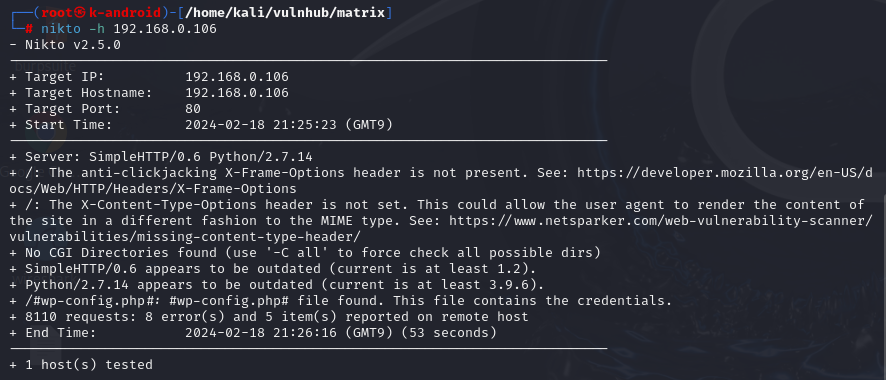 ┌──(root㉿k-android)-[/home/kali/vulnhub/matrix]
└─# nikto -h 192.168.0.106
- Nikto v2.5.0
---------------------------------------------------------------------------
+ Target IP:          192.168.0.106
+ Target Hostname:    192.168.0.106
+ Target Port:        80
+ Start Time:         2024-02-18 21:25:23 (GMT9)
---------------------------------------------------------------------------
+ Server: SimpleHTTP/0.6 Python/2.7.14
+ /: The anti-clickjacking X-Frame-Options header is not present. See: https://developer.mozilla.org/en-US/d
ocs/Web/HTTP/Headers/X-Frame-Options
+ /: The X-Content-Type-Options header is not set. This could allow the user agent to render the content of
the site in a different fashion to the MIME type. See: https://www.netsparker.com/web-vulnerability-scanner/
vulnerabilities/missing-content-type-header/
+ No CGI Directories found (use '-C all' to force check all possible dirs)
+ SimpleHTTP/0.6 appears to be outdated (current is at least 1.2).
+ Python/2.7.14 appears to be outdated (current is at least 3.9.6).
+ /#wp-config.php#: #wp-config.php# file found. This file contains the credentials.
+ 8110 requests: 8 error(s) and 5 item(s) reported on remote host
+ End Time:           2024-02-18 21:26:16 (GMT9) (53 seconds)
---------------------------------------------------------------------------
+ 1 host(s) tested